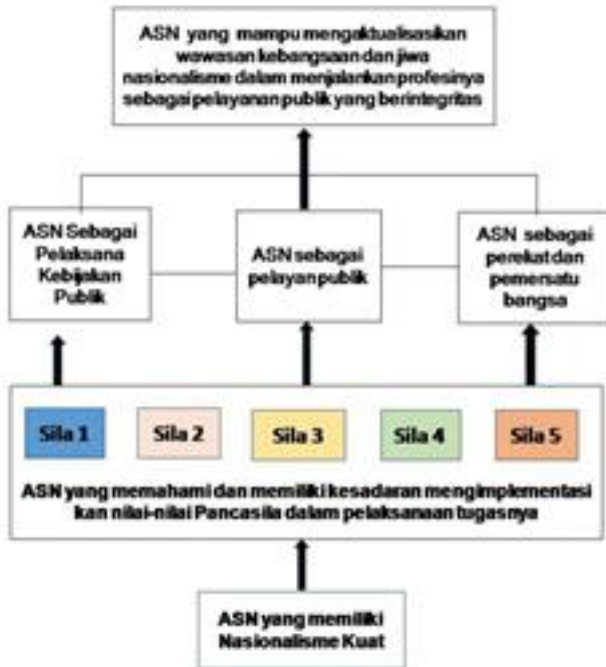 ASN yang mampu mengaktualisasikan
wawasan kebangsaan dan jiwa
nasionalisme dalam menjalankan profesinya
sebagai pelayanan publik yang berintegritas
ASN Sebagai
Pelaksana
Kebijakan
Publik
ASN sebagai
pelayan publik
ASN sebagai
perekat dan
pemersatu
bangsa
Sila 1
Sila 2
Sila 3
Sila 4
Sila 5
ASN yang memahami dan memiliki kesadaran mengimplementasi
kan nilai-nilai Pancasila dalam pelaksanaan tugasnya
ASN yang memiliki
Nasionalisme Kuat